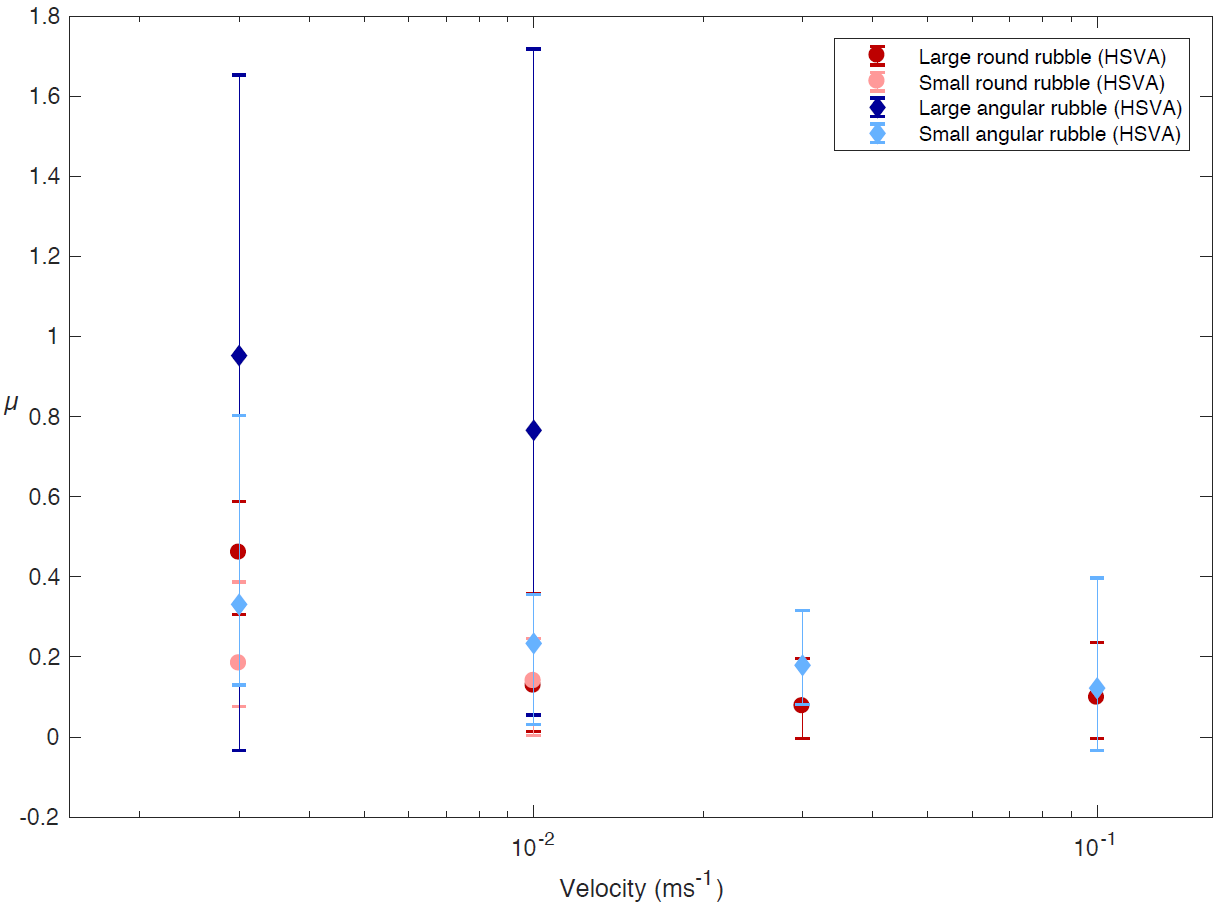 1.8
1.6
1.4
1.2
1
0.8
0.6
0.4
0.2
0
-0.2
μ
10-2
10-1
Velocity (ms-1)
Large round rubble (HSVA)
Small round rubble (HSVA)
Large angular rubble (HSVA)
Small angular rubble (HSVA)